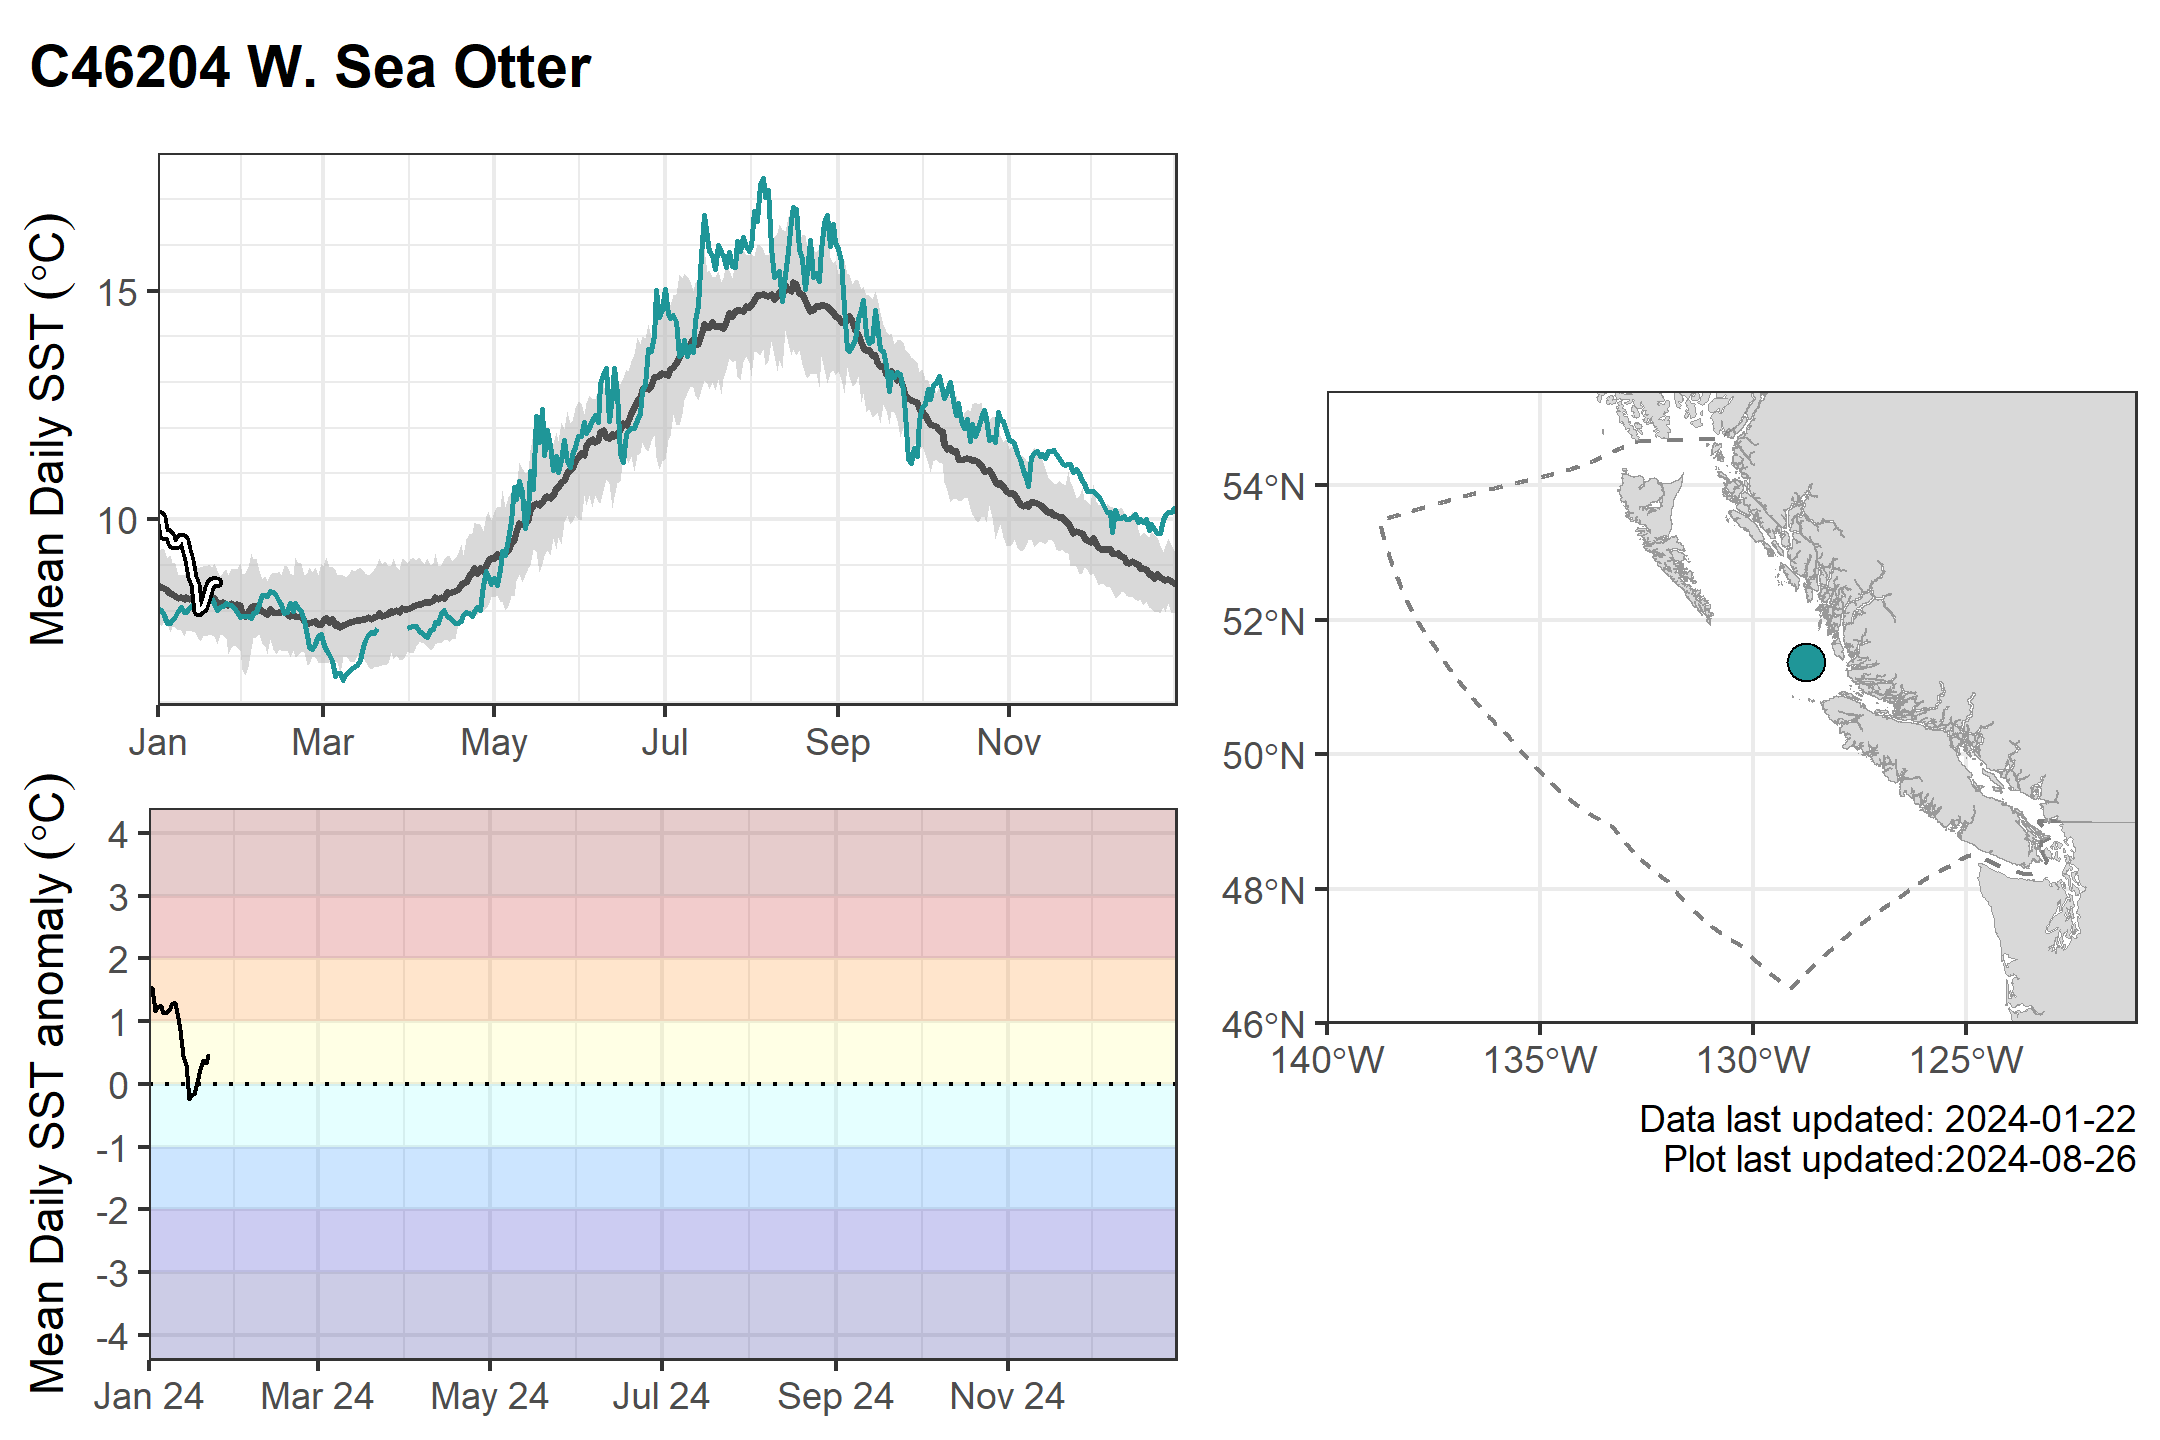 C46204 W. Sea Otter
Mean Daily SST (°C)
15
10
Jan Mar May Jul Sep Nov
Mean Daily SST anomaly (°C)
4
3
2
1
0
-1
-2
-3
-4
Jan 24 Mar 24 May 24 Jul 24 Sep 24 Nov 24
54°N
52°N
50°N
48°N
46°N
140°W 135°W 130°W 125°W
Data last updated: 2024-01-22
Plot last updated:2024-08-26